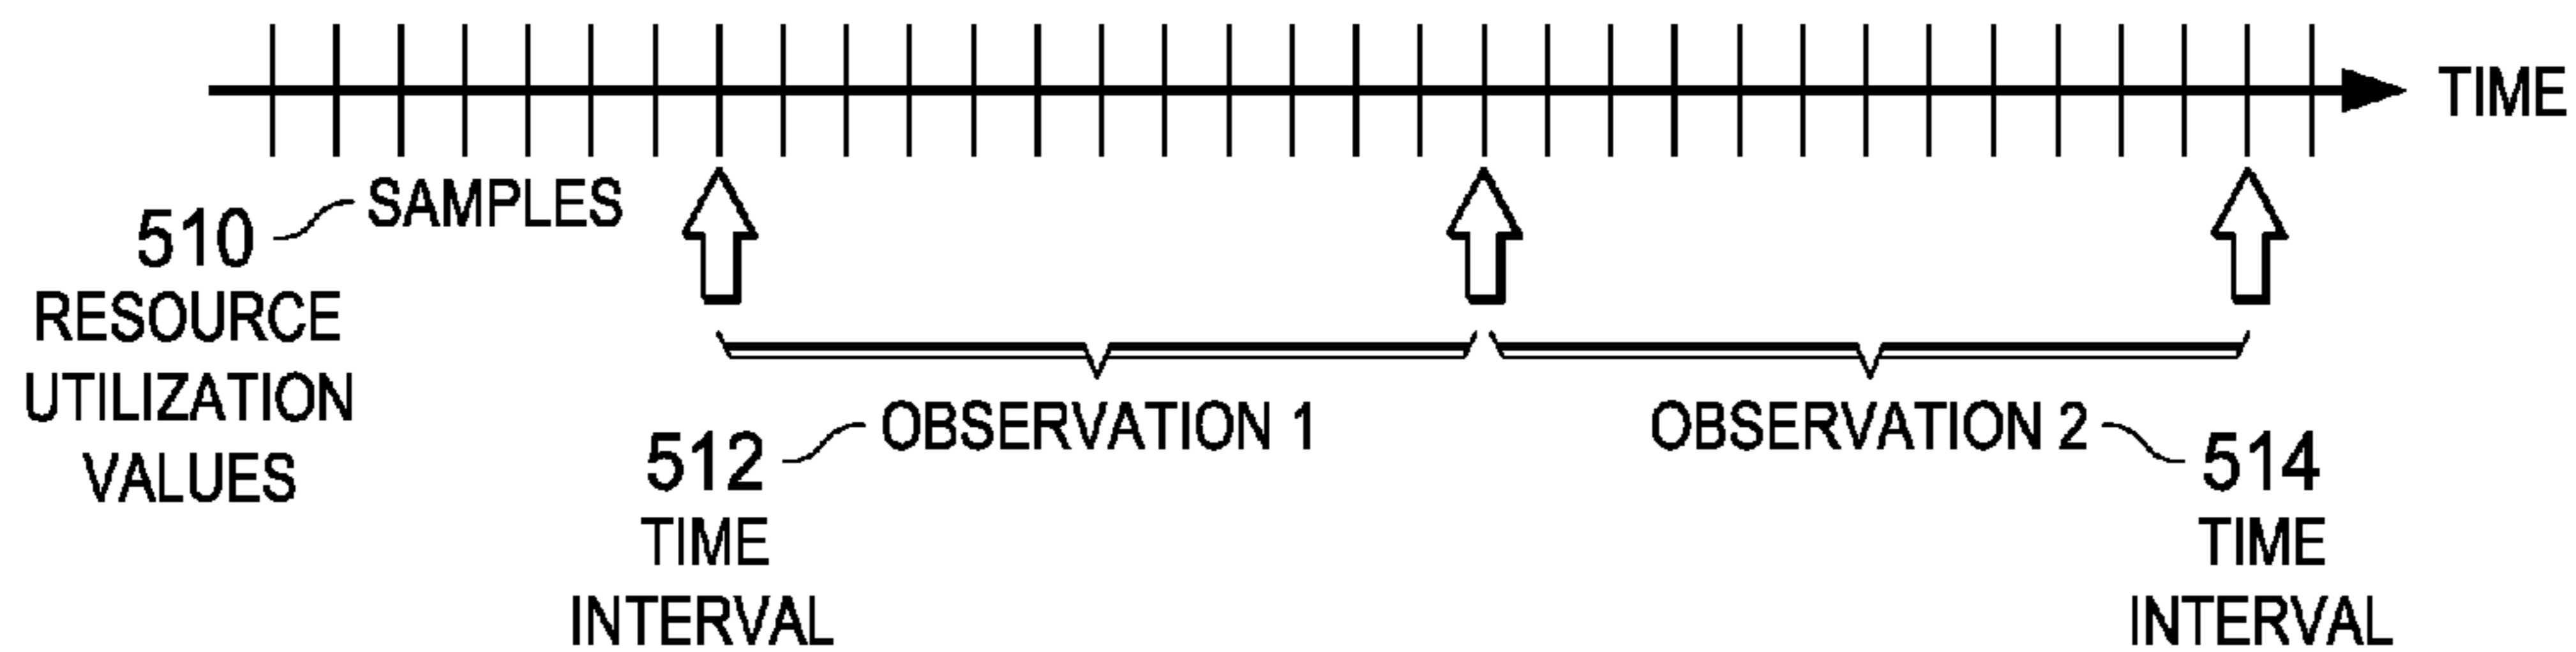 TIME
SAMPLES
510
RESOURCE
UTILIZATION
VALUES
OBSERVATION 1
512
TIME
INTERVAL
OBSERVATION 2
514
TIME
INTERVAL